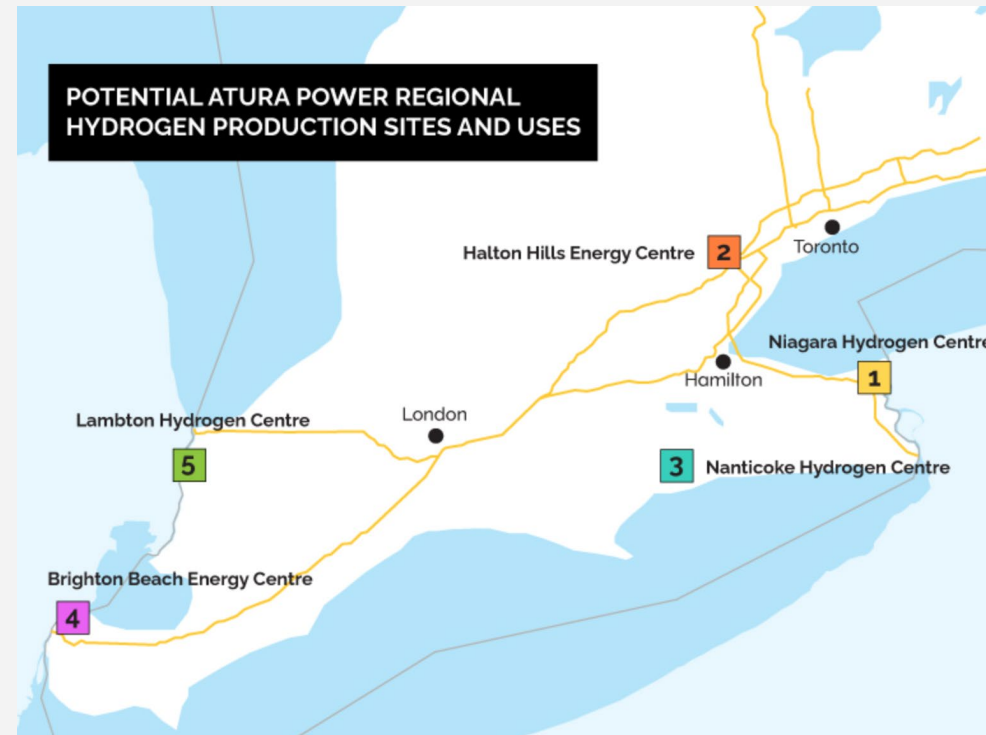 POTENTIAL ATURA POWER REGIONAL
HYDROGEN PRODUCTION SITES AND USES
Halton Hills Energy Centre
2
Toronto
Niagara Hydrogen Centre
1
Hamilton
London
Lambton Hydrogen Centre
5
3
Nanticoke Hydrogen Centre
Brighton Beach Energy Centre
4